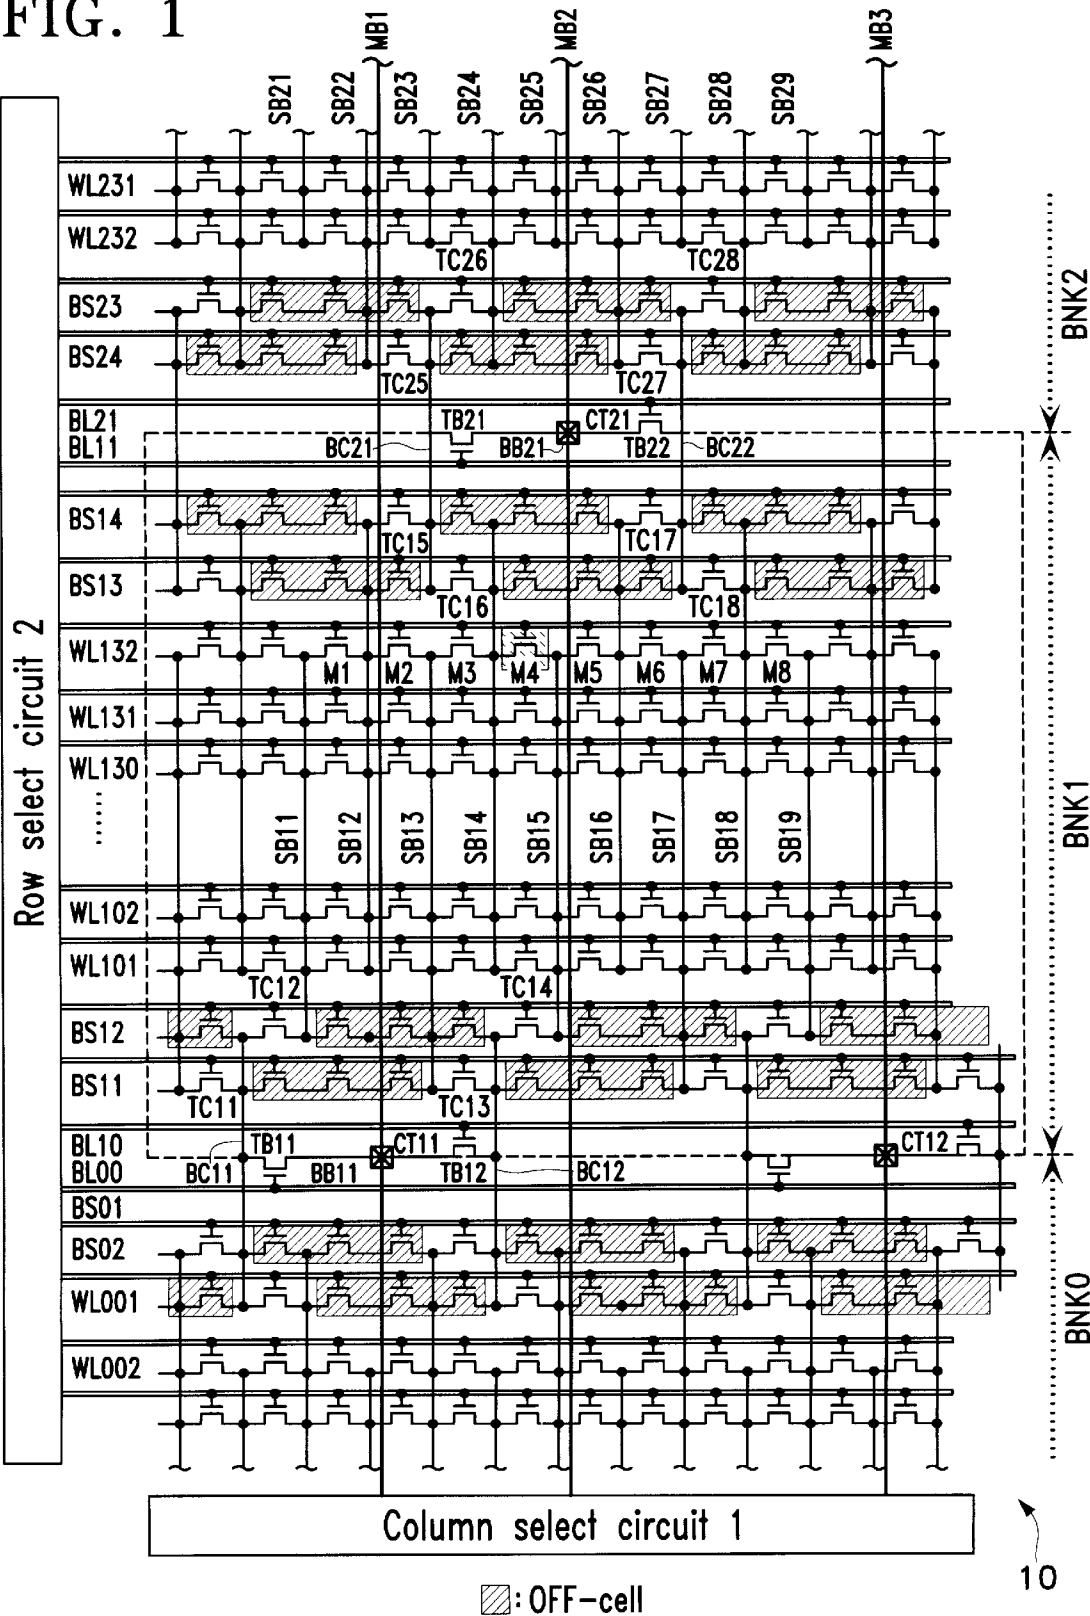 FIG. 1
MB1 MB2 MB3
SB21 SB22 SB23 SB24 SB25 SB26 SB27 SB28 SB29
WL231
WL232
TC26 TC28
BS23
BNK2
BS24
TC25 TC27
BL21 TB21 CT21
BL11 BC21 BB21 TB22 BC22
BS14
TC15 TC17
BS13
TC16 TC18
WL132
M1 M2 M3 M4 M5 M6 M7 M8
WL131
WL130
Row select circuit 2
SB11 SB12 SB13 SB14 SB15 SB16 SB17 SB18 SB19
BNK1
WL102
WL101
TC12 TC14
BS12
BS11
TC11 TC13
BL10 TB11 CT11 CT12
BL00 BC11 BB11 TB12 BC12
BS01
BS02
WL001
BNK0
WL002
Column select circuit 1
10
: OFF-cell